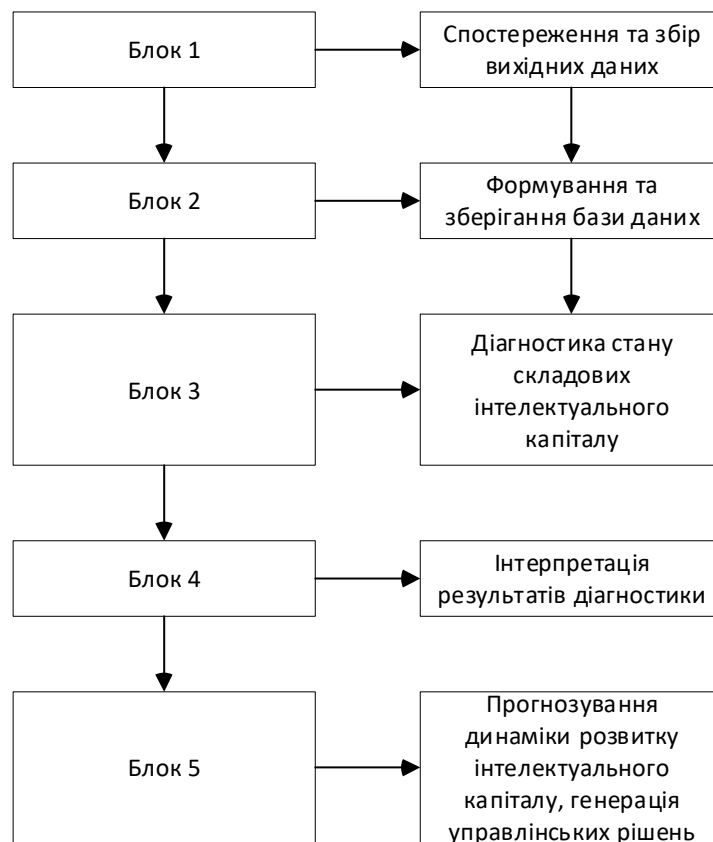 Блок 1
Спостереження та збір
вихідних даних
Блок 2
Формування та
зберігання бази даних
Блок 3
Діагностика стану
складових
інтелектуального
капіталу
Блок 4
Інтерпретація
результатів діагностики
Блок 5
Прогнозування
динаміки розвитку
інтелектуального
капіталу, генерація
управлінських рішень